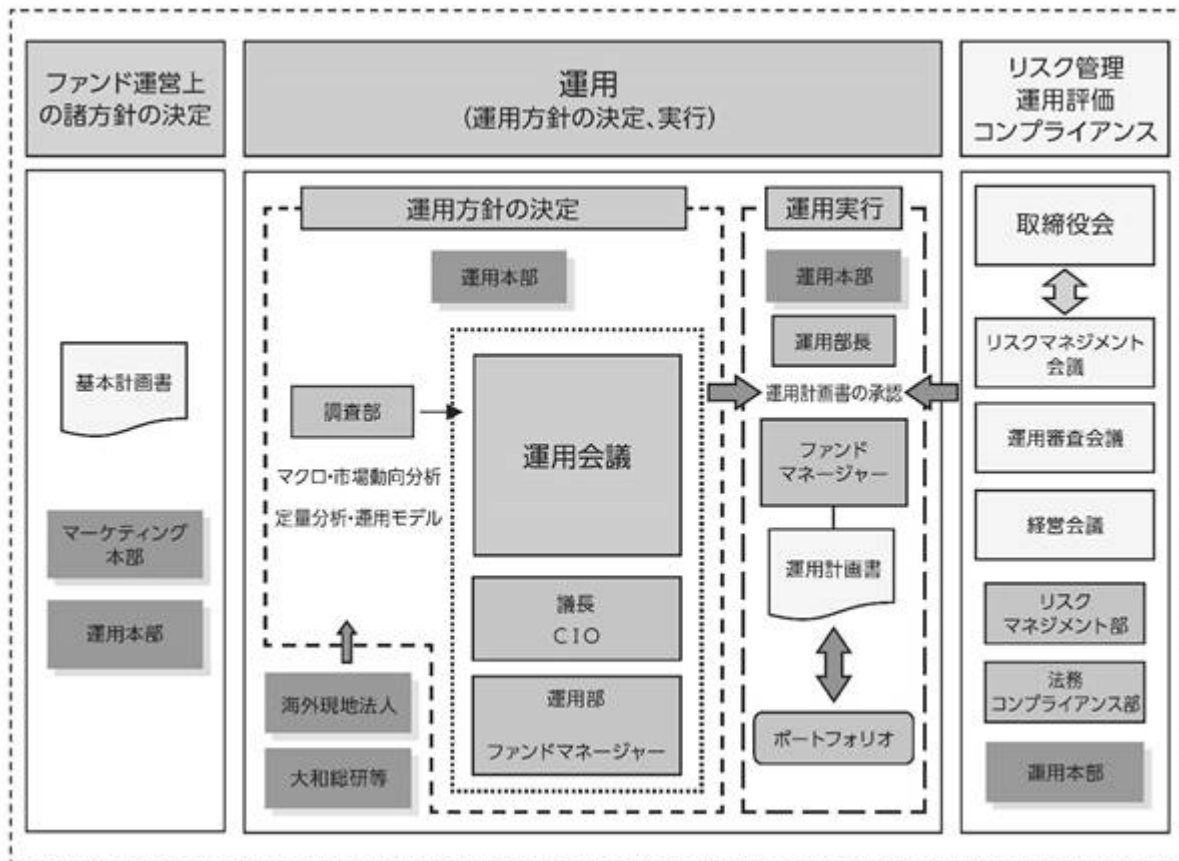 ファンド運営上
の諸方針の決定
運用
(運用方針の決定、実行)
リスク管理
運用評価
コンプライアンス
基本計画書
マーケティング
本部
運用本部
運用方針の決定
運用本部
調査部
マクロ・市場動向分析
定量分析・運用モデル
運用会議
議長
CIO
運用部
ファンドマネージャー
海外現地法人
大和総研等
運用実行
運用本部
運用部長
運用計画書の承認
ファンド
マネージャー
運用計画書
ポートフォリオ
取締役会
リスクマネジメント
会議
運用審査会議
経営会議
リスク
マネジメント部
法務
コンプライアンス部
運用本部